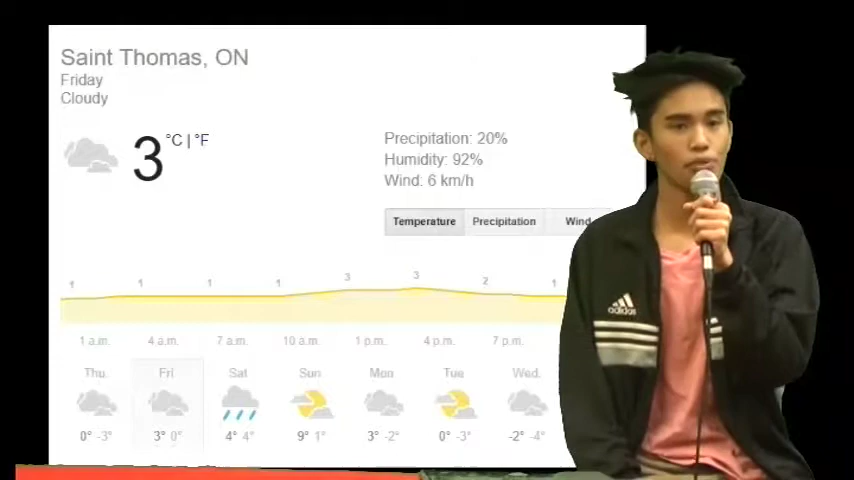 Saint Thomas, ON
Friday
Cloudy
3 °C | °F
Precipitation: 20%
Humidity: 92%
Wind: 6 km/h
Temperature Precipitation Wind
1 1 1 1 3 3 2 1
1 a.m. 4 a.m. 7 a.m. 10 a.m. 1 p.m. 4 p.m. 7 p.m.
Thu Fri Sat Sun Mon Tue Wed
0° -3° 3° 0° 4° 4° 9° 1° 3° -2° 0° -3° -2° -4°
adidas